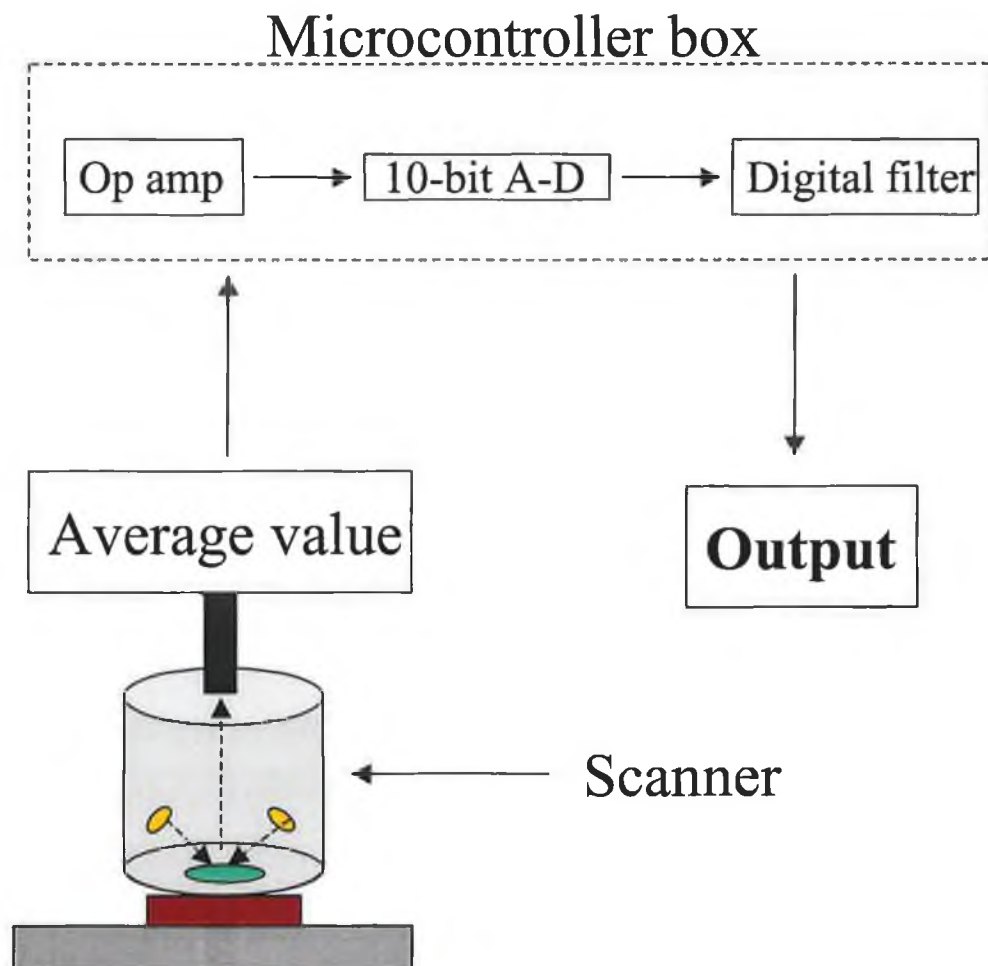 Microcontroller box
Op amp
10-bit A-D
Digital filter
Average value
Output
Scanner